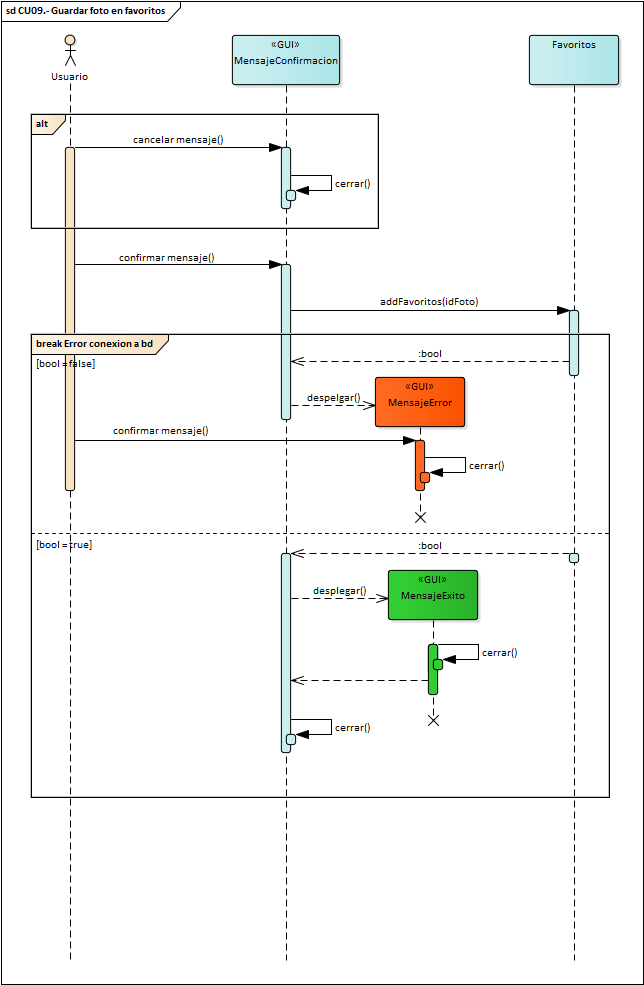 sd CU09.- Guardar foto en favoritos
Usuario
«GUI»
MensajeConfirmacion
Favoritos
alt
cancelar mensaje()
cerrar()
confirmar mensaje()
addFavoritos(idFoto)
break Error conexion a bd
[bool =false]
:bool
despelgar()
«GUI»
MensajeError
confirmar mensaje()
cerrar()
[bool =true]
:bool
desplegar()
«GUI»
MensajeExito
cerrar()
cerrar()